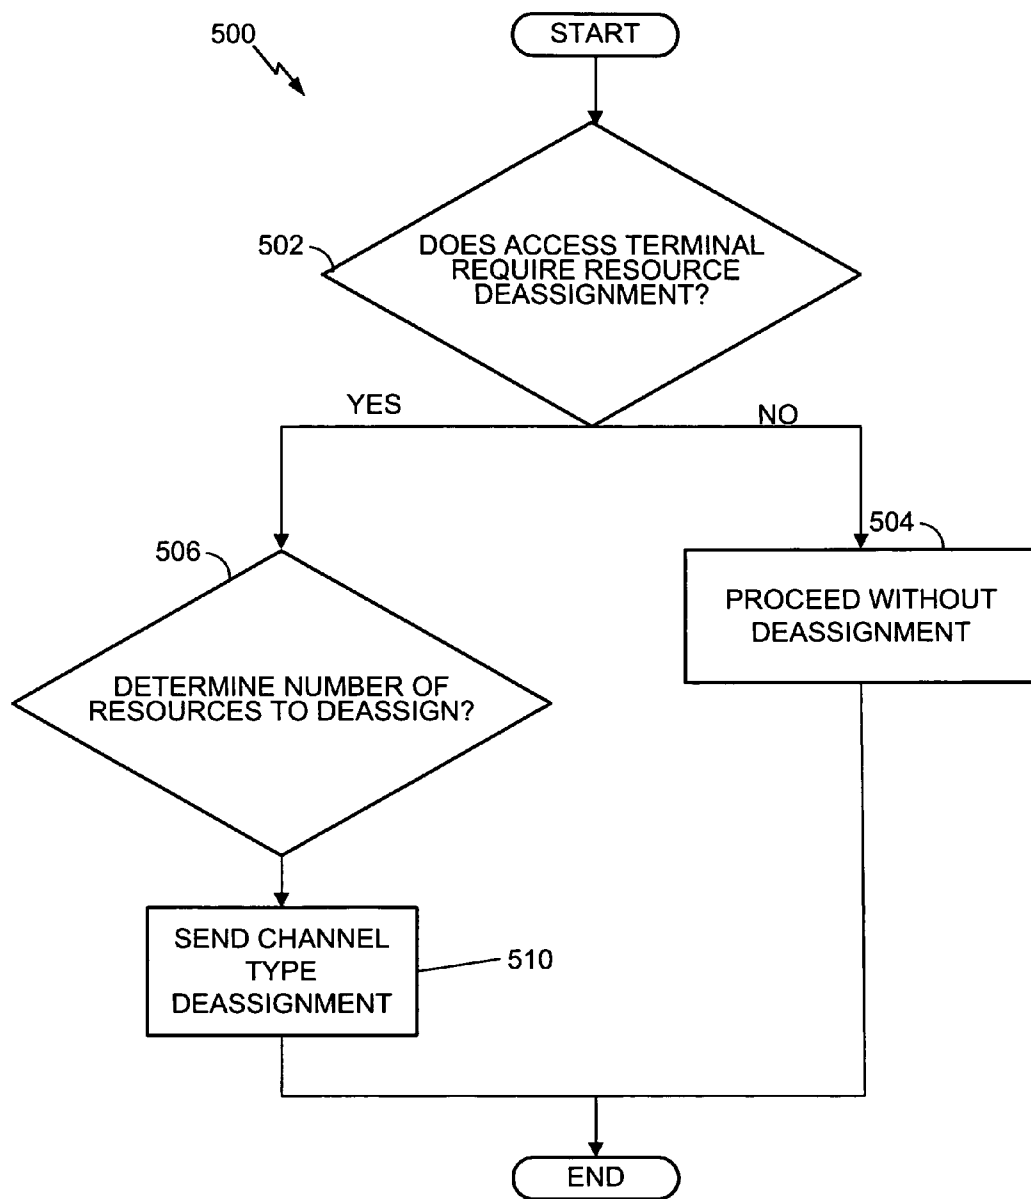 500
START
502
DOES ACCESS TERMINAL
REQUIRE RESOURCE
DEASSIGNMENT?
YES
NO
506
504
DETERMINE NUMBER OF
RESOURCES TO DEASSIGN?
PROCEED WITHOUT
DEASSIGNMENT
SEND CHANNEL
TYPE
DEASSIGNMENT
510
END